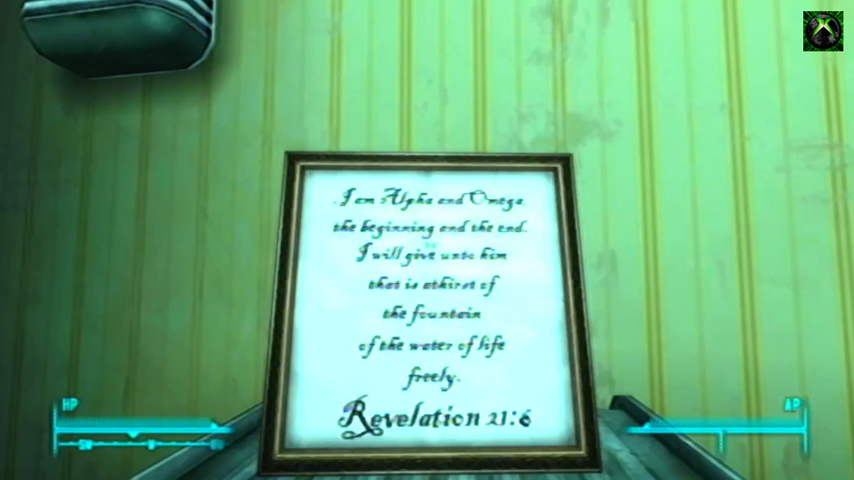 I am Alpha and Omega,
the beginning and the end.
I will give unto him
that is athirst of
the fountain
of the water of life
freely.
Revelation 21:6
HP
AP